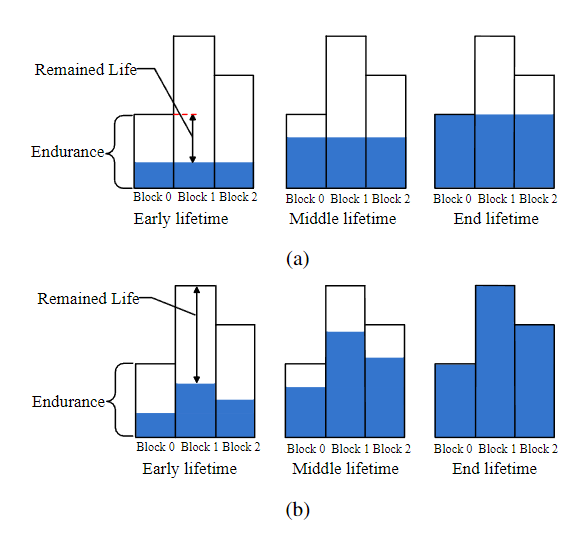 Remained Life
Endurance
Block 0 Block 1 Block 2
Early lifetime
Block 0 Block 1 Block 2
Middle lifetime
Block 0 Block 1 Block 2
End lifetime
(a)
Remained Life
Endurance
Block 0 Block 1 Block 2
Early lifetime
Block 0 Block 1 Block 2
Middle lifetime
Block 0 Block 1 Block 2
End lifetime
(b)